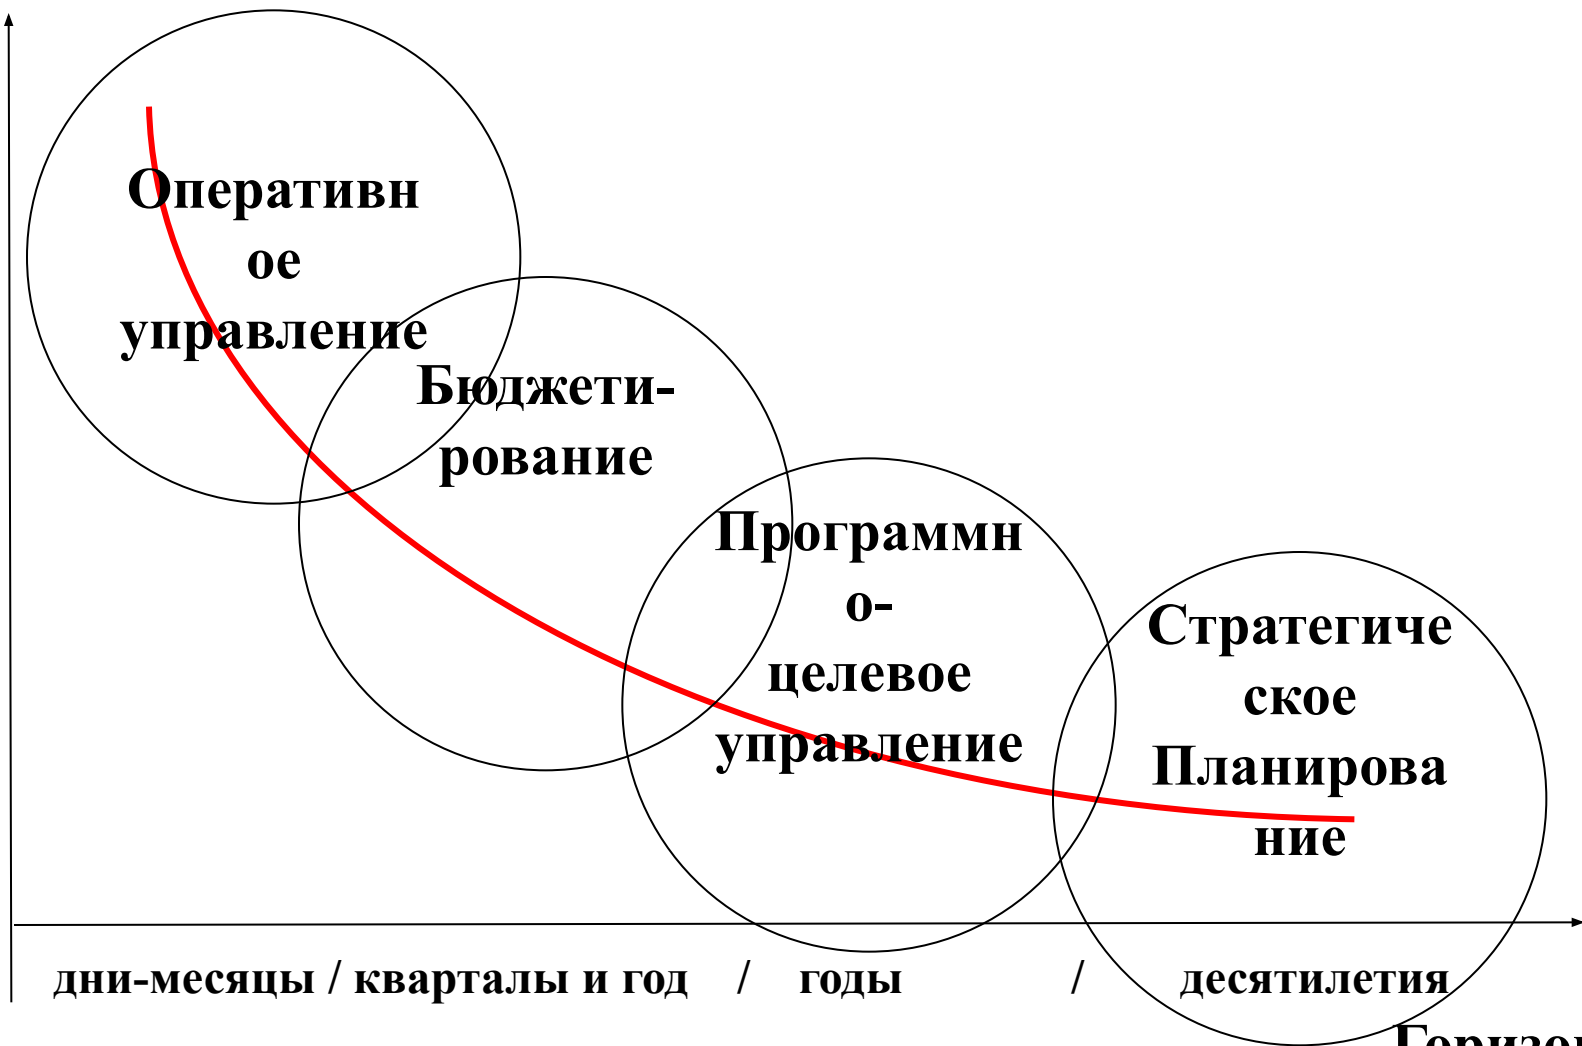 Оперативн
ое
управление
Бюджети-
рование
Программн
о-
целевое
управление
Стратегиче
ское
Планирова
ние
дни-месяцы / кварталы и год / годы / десятилетия